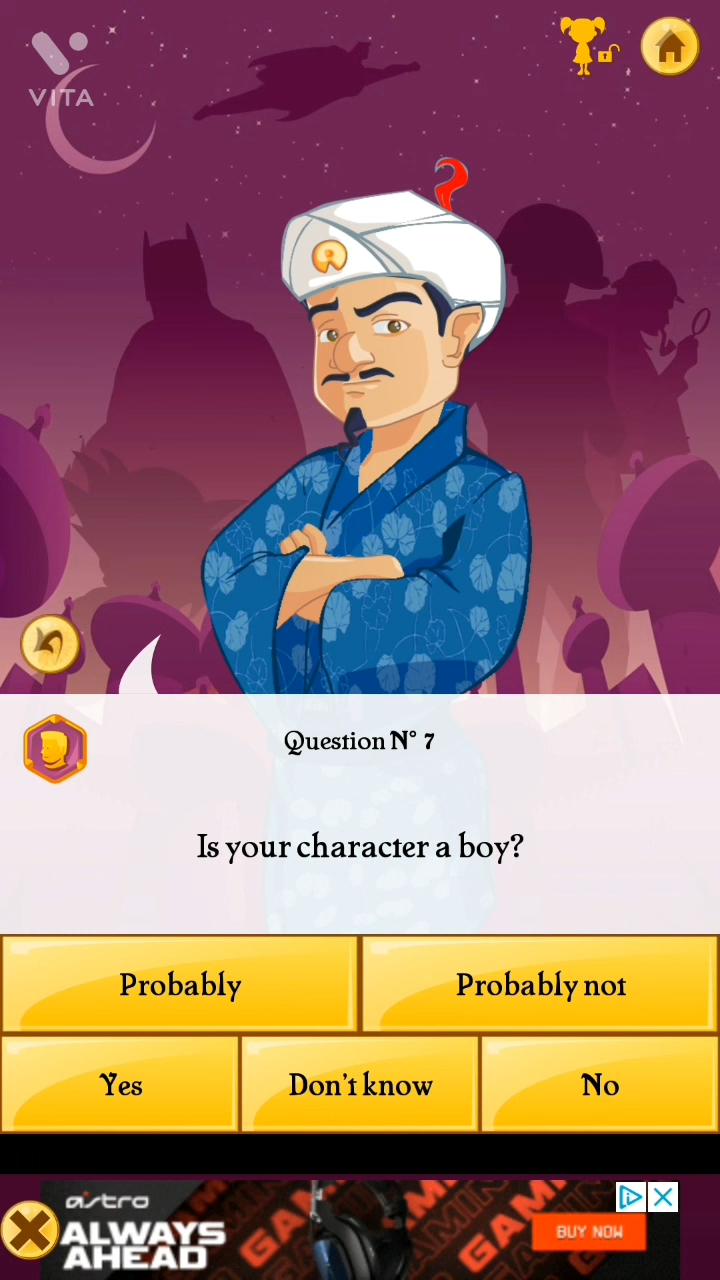 VITA
Question N° 7
Is your character a boy?
Probably
Probably not
Yes
Don't know
No
astro
ALWAYS
AHEAD
BUY NOW